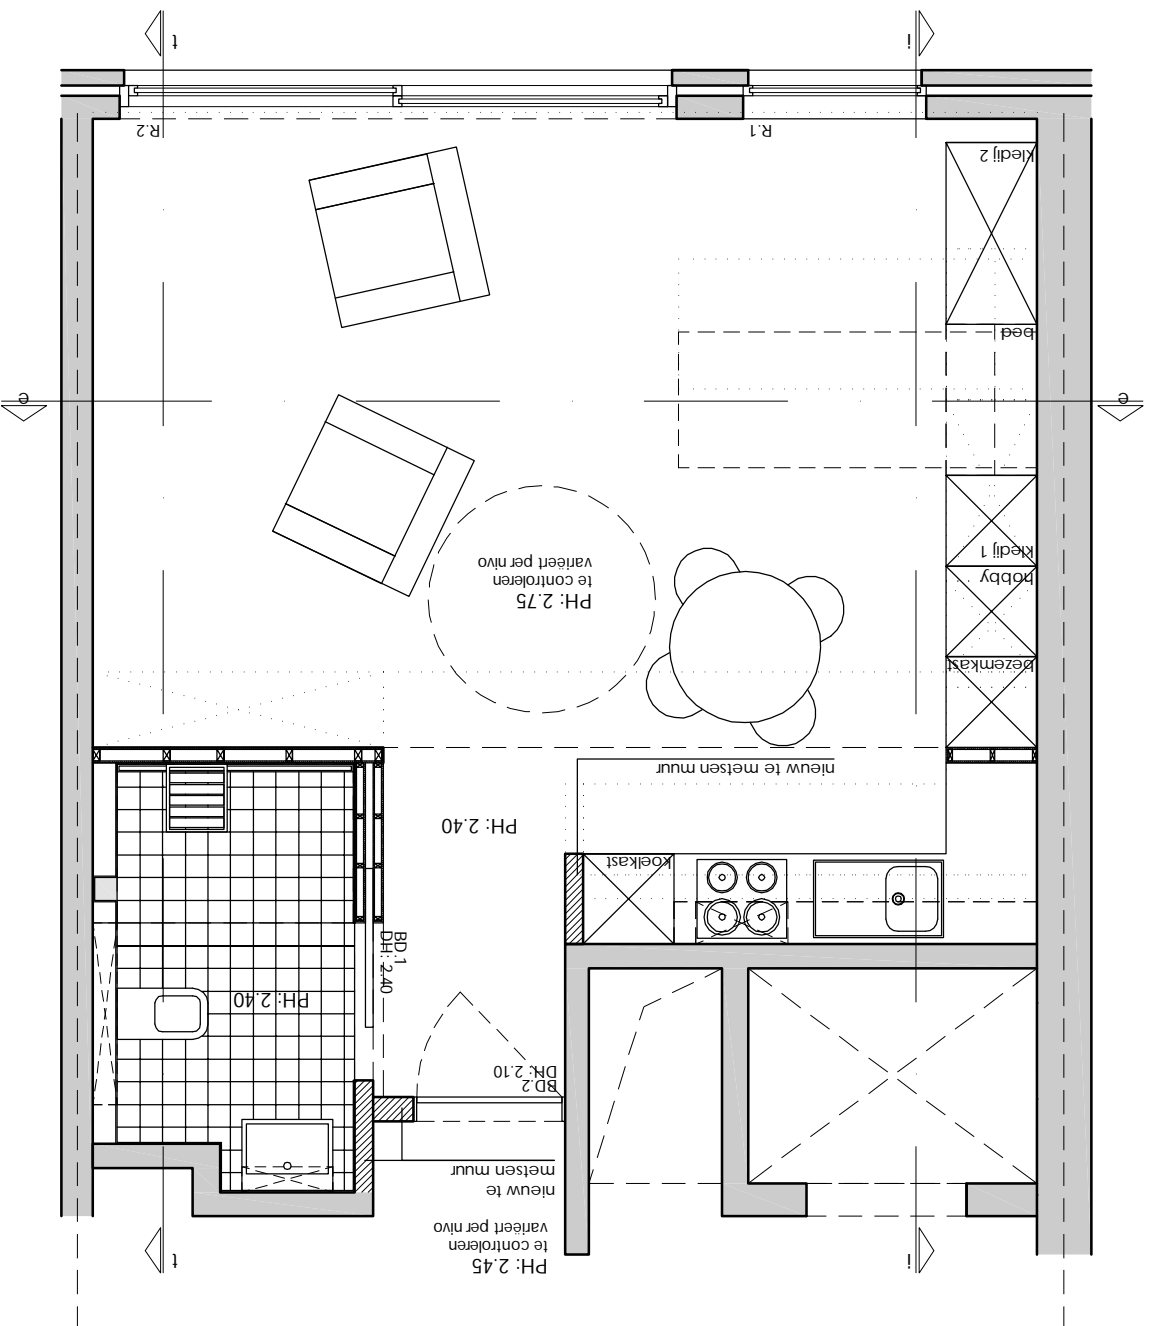 t
i
R.2
R.1
kledij 2
bed
e
e
kledij 1
hobby
bezemkast
PH: 2.75
te controleren
variëert per nivo
nieuw te metsen muur
PH: 2.40
koelkast
BD.1
DH: 2.40
PH: 2.40
BD.2
DH: 2.10
nieuw te
metsen muur
PH: 2.45
te controleren
variëert per nivo
t
i